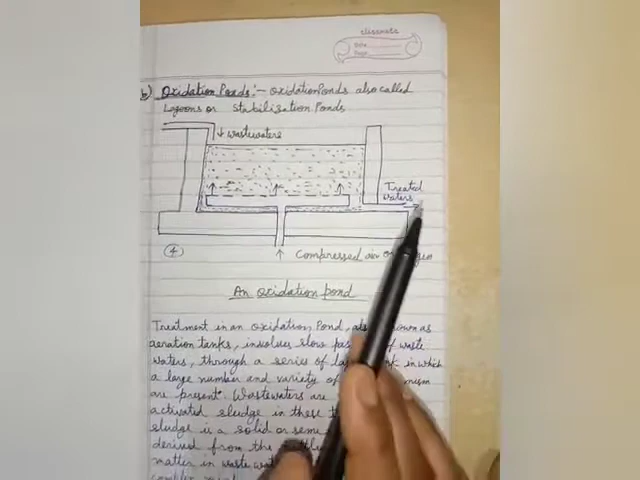 classmate
Date
Page
b) Oxidation Ponds:- Oxidation Ponds also called
Lagoons or Stabilization Ponds
↓ wastewaters
Treated
waters
④
↑ Compressed air or
An oxidation pond
Treatment in an oxidation Pond, also known as
aeration tanks, involves slow of waste
waters, through a series of in which
a large number and variety of
are present. Wastewaters are
activated sludge in these
sludge is a solid or semi
derived from the
matter in waste